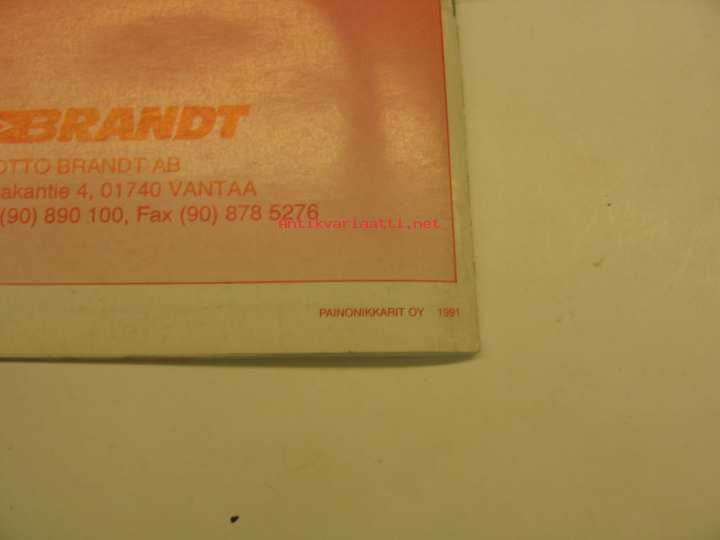 BRANDT
OTTO BRANDT AB
akantie 4, 01740 VANTAA
(90) 890 100, Fax (90) 878 5276
Antikvariaatti.net
PAINONIKKARIT OY 1991